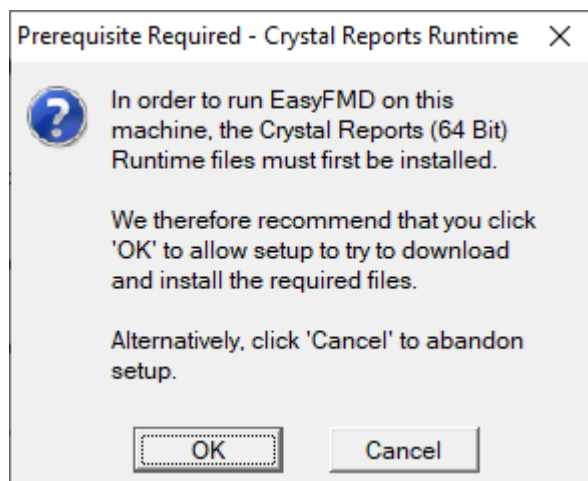 Prerequisite Required - Crystal Reports Runtime
In order to run EasyFMD on this
machine, the Crystal Reports (64 Bit)
Runtime files must first be installed.
We therefore recommend that you click
'OK' to allow setup to try to download
and install the required files.
Alternatively, click 'Cancel' to abandon
setup.
OK Cancel